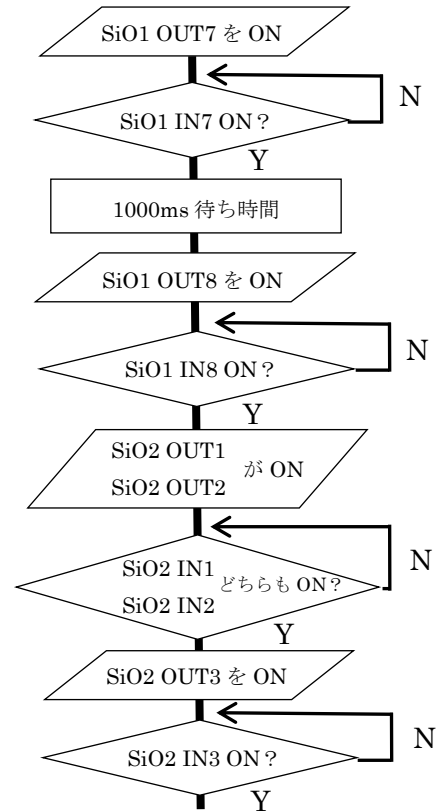 SiO1 OUT7 を ON
N
SiO1 IN7 ON？
Y
1000ms 待ち時間
SiO1 OUT8 を ON
N
SiO1 IN8 ON？
Y
SiO2 OUT1
が ON
SiO2 OUT2
N
SiO2 IN1
どちらも ON？
SiO2 IN2
Y
SiO2 OUT3 を ON
N
SiO2 IN3 ON？
Y